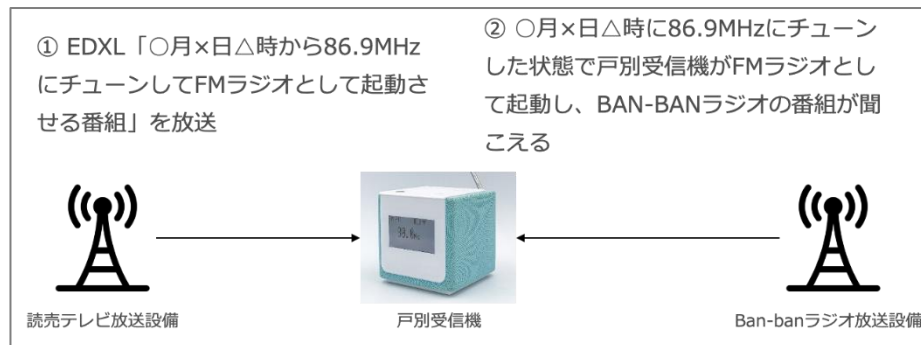 ① EDXL「○月×日△時から86.9MHz
にチューンしてFMラジオとして起動さ
せる番組」を放送
② ○月×日△時に86.9MHzにチューン
した状態で戸別受信機がFMラジオとし
て起動し、BAN-BANラジオの番組が聞
こえる
読売テレビ放送設備
戸別受信機
Ban-banラジオ放送設備